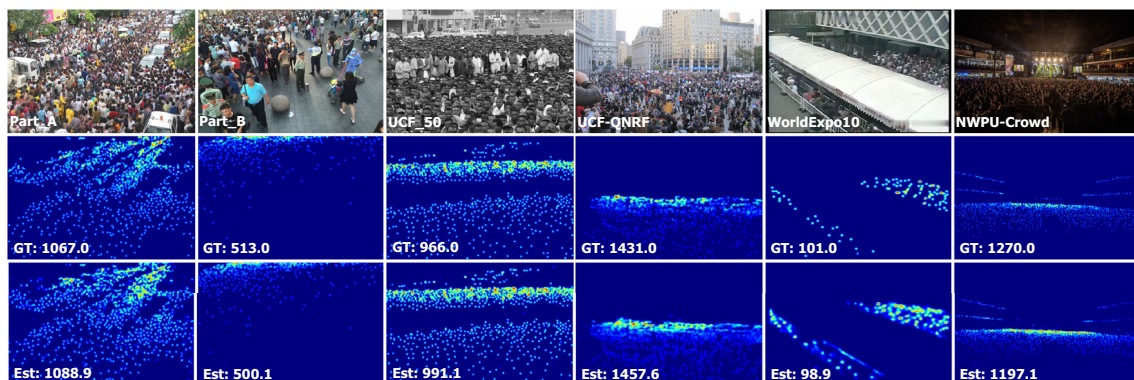 Part_A
Part_B
UCF_50
UCF-QNRF
WorldExpo10
NWPU-Crowd
GT: 1067.0
GT: 513.0
GT: 966.0
GT: 1431.0
GT: 101.0
GT: 1270.0
Est: 1088.9
Est: 500.1
Est: 991.1
Est: 1457.6
Est: 98.9
Est: 1197.1